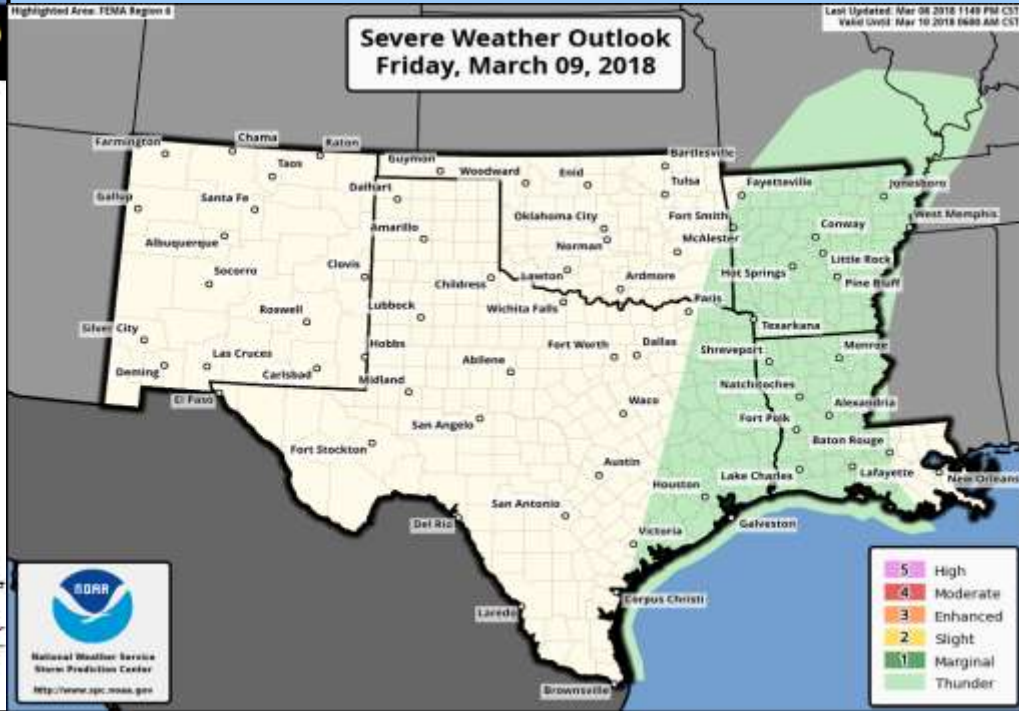 Highlighted Area: FEMA Region 6
Last Updated: Mar 08 2018 1149 PM CST
Valid Until: Mar 10 2018 0600 AM CST
Severe Weather Outlook
Friday, March 09, 2018
Farmington
Chama
Raton
Guymon
Woodward
Enid
Bartlesville
Taos
Dalhart
Tulsa
Fayetteville
Jonesboro
Gallup
Santa Fe
Amarillo
Oklahoma City
Fort Smith
Conway
West Memphis
Albuquerque
Norman
McAlester
Little Rock
Socorro
Clovis
Childress
Lawton
Ardmore
Hot Springs
Pine Bluff
Roswell
Lubbock
Wichita Falls
Paris
Texarkana
Silver City
Las Cruces
Hobbs
Abilene
Fort Worth
Dallas
Shreveport
Monroe
Deming
Carlsbad
Midland
Natchitoches
El Paso
San Angelo
Waco
Fort Polk
Alexandria
Fort Stockton
Austin
Baton Rouge
Lake Charles
Lafayette
New Orleans
San Antonio
Houston
Del Rio
Victoria
Galveston
Laredo
Corpus Christi
Brownsville
NOAA
National Weather Service
Storm Prediction Center
http://www.spc.noaa.gov
5 High
4 Moderate
3 Enhanced
2 Slight
1 Marginal
Thunder